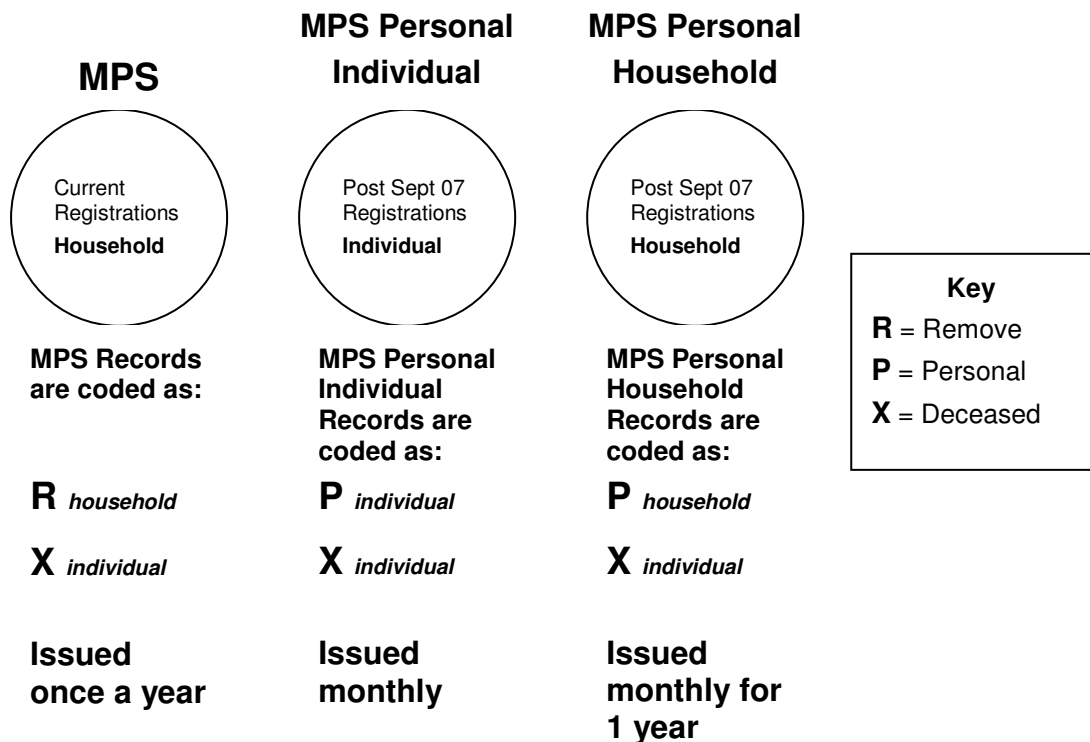 MPS
MPS Personal
Individual
MPS Personal
Household
Current
Registrations
Household
Post Sept 07
Registrations
Individual
Post Sept 07
Registrations
Household
MPS Records
are coded as:
MPS Personal
Individual
Records are
coded as:
MPS Personal
Household
Records are
coded as:
R household
P individual
P household
X individual
X individual
X individual
Issued
once a year
Issued
monthly
Issued
monthly for
1 year
Key
R = Remove
P = Personal
X = Deceased